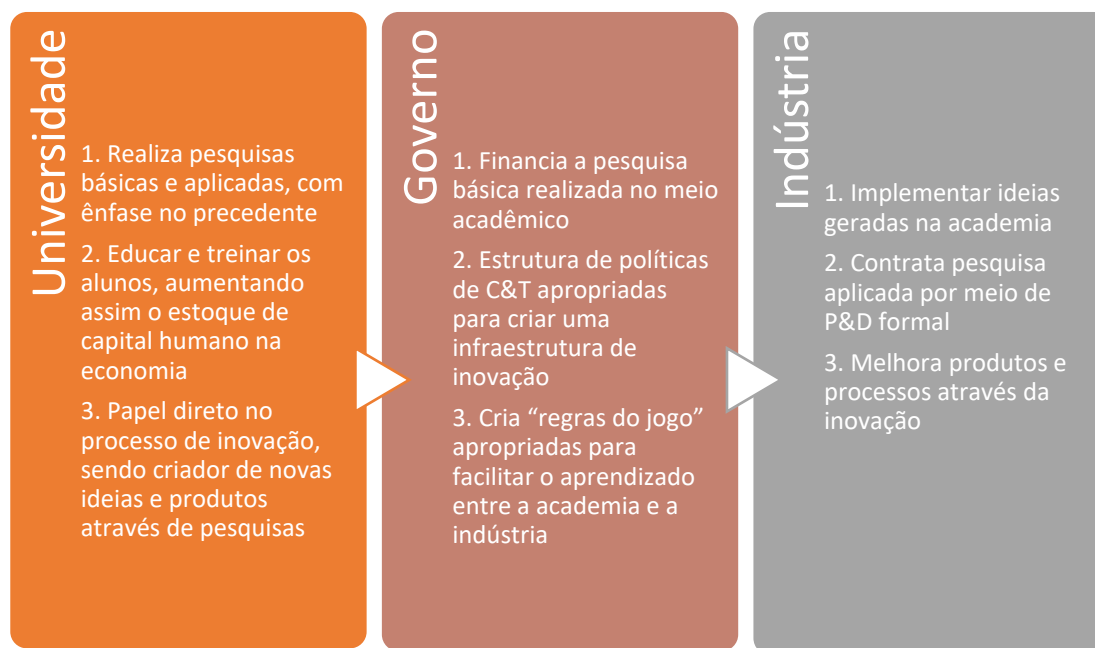 Universidade
1. Realiza pesquisas
básicas e aplicadas, com
ênfase no precedente
2. Educar e treinar os
alunos, aumentando
assim o estoque de
capital humano na
economia
3. Papel direto no
processo de inovação,
sendo criador de novas
ideias e produtos
através de pesquisas
Governo
1. Financia a pesquisa
básica realizada no meio
acadêmico
2. Estrutura de políticas
de C&T apropriadas
para criar uma
infraestrutura de
inovação
3. Cria “regras do jogo”
apropriadas para
facilitar o aprendizado
entre a academia e a
indústria
Indústria
1. Implementar ideias
geradas na academia
2. Contrata pesquisa
aplicada por meio de
P&D formal
3. Melhora produtos e
processos através da
inovação